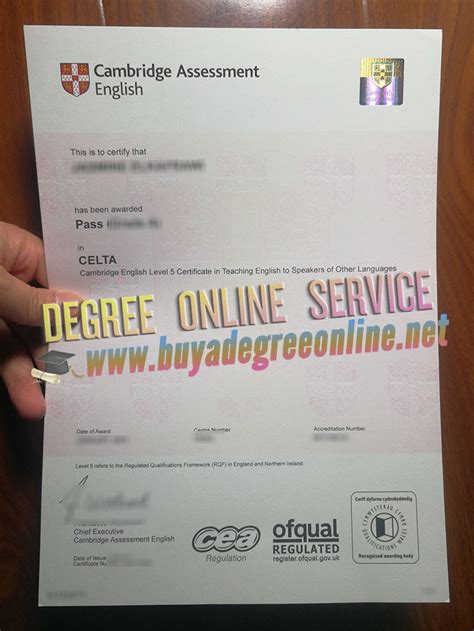 Cambridge Assessment
English
This is to certify that
has been awarded
Pass
in
CELTA
Cambridge English Level 5 Certificate in Teaching English to Speakers of Other Languages
DEGREE ONLINE SERVICE
www.buyadegreeonline.net
Date of Award Centre Number Accreditation Number
Level 5 refers to the Regulated Qualifications Framework (RQF) in England and Northern Ireland.
Chief Executive
Cambridge Assessment English
Date of Issue
Certificate Nu
cea
Regulation
ofqual
REGULATED
register.ofqual.gov.uk
Corff dyfarnu cydnabyddedig
Recognised awarding body